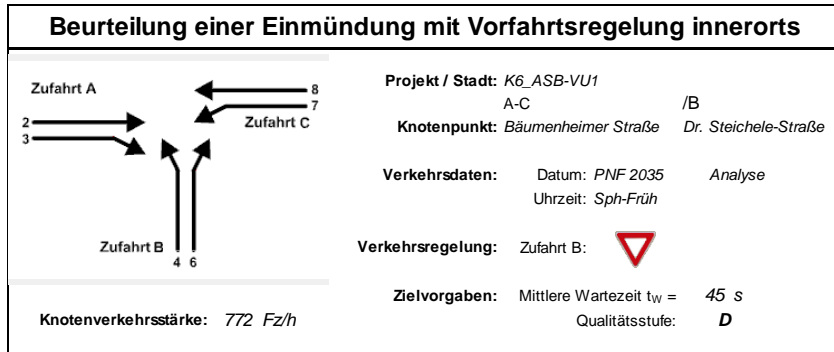 Beurteilung einer Einmündung mit Vorfahrtsregelung innerorts
Zufahrt A
8
7
Zufahrt C
2
3
Zufahrt B
4 6
Knotenverkehrsstärke: 772 Fz/h
Projekt / Stadt: K6_ASB-VU1
A-C /B
Knotenpunkt: Bäumenheimer Straße Dr. Steichele-Straße
Verkehrsdaten: Datum: PNF 2035 Analyse
Uhrzeit: Sph-Früh
Verkehrsregelung: Zufahrt B:
Zielvorgaben: Mittlere Wartezeit tW = 45 s
Qualitätsstufe: D